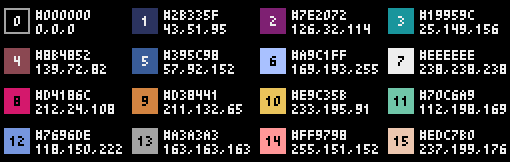 0 #000000
0,0,0
1 #2B335F
43,51,95
2 #7E2072
126,32,114
3 #19959C
25,149,156
4 #8B4852
139,72,82
5 #395C98
57,92,152
6 #A9C1FF
169,193,255
7 #EEEEEE
238,238,238
8 #D4186C
212,24,108
9 #D38441
211,132,65
10 #E9C35B
233,195,91
11 #70C6A9
112,198,169
12 #7696DE
118,150,222
13 #A3A3A3
163,163,163
14 #FF9798
255,151,152
15 #EDC7B0
237,199,176